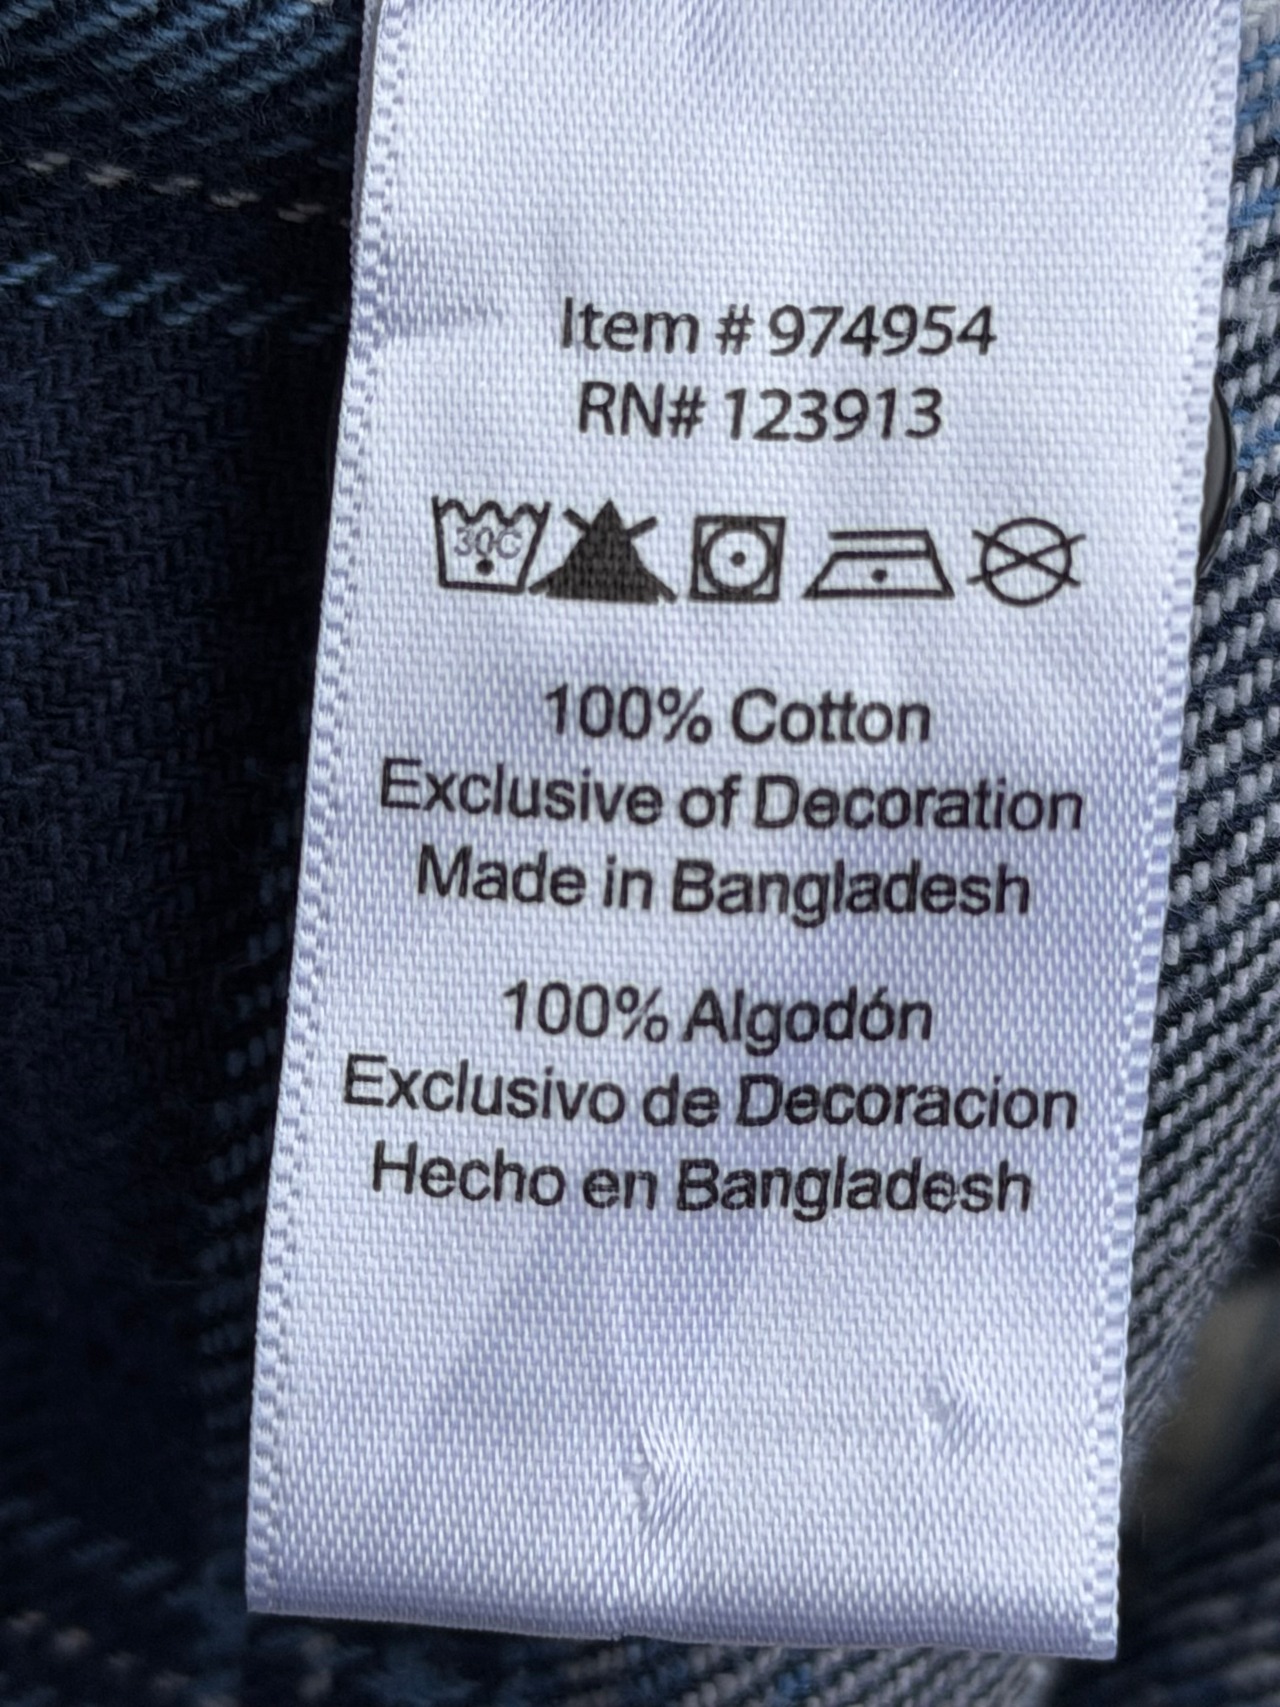 Item # 974954
RN# 123913
30C
100% Cotton
Exclusive of Decoration
Made in Bangladesh
100% Algodón
Exclusivo de Decoracion
Hecho en Bangladesh